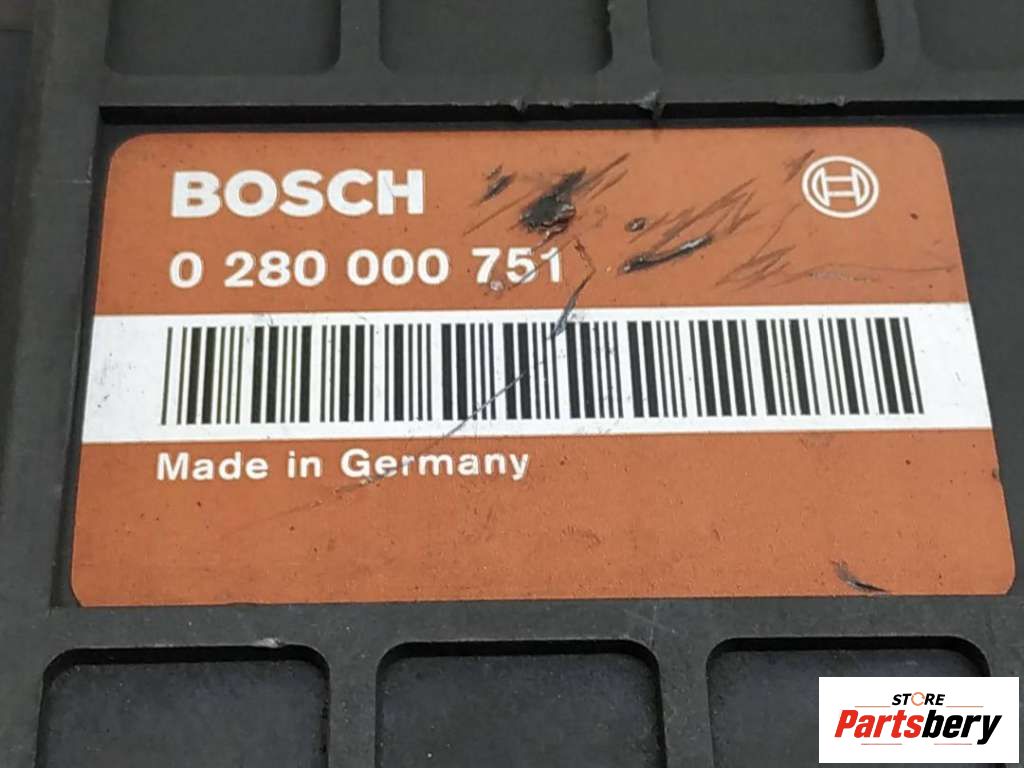 BOSCH
0 280 000 751
Made in Germany
STORE
Partsbery